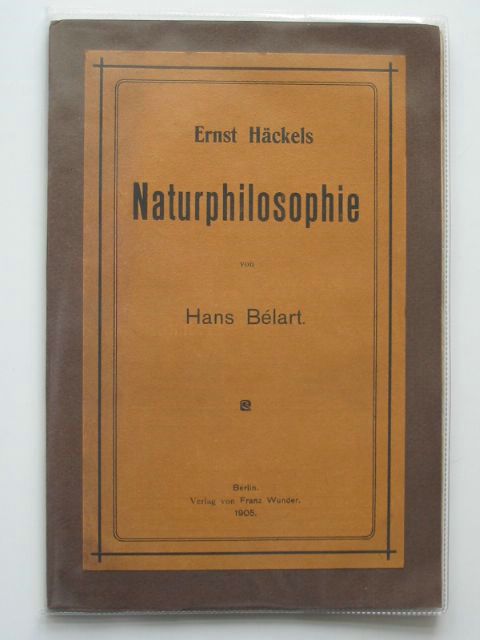 Ernst Häckels
Naturphilosophie
von
Hans Bélart.
Berlin.
Verlag von Franz Wunder.
1905.